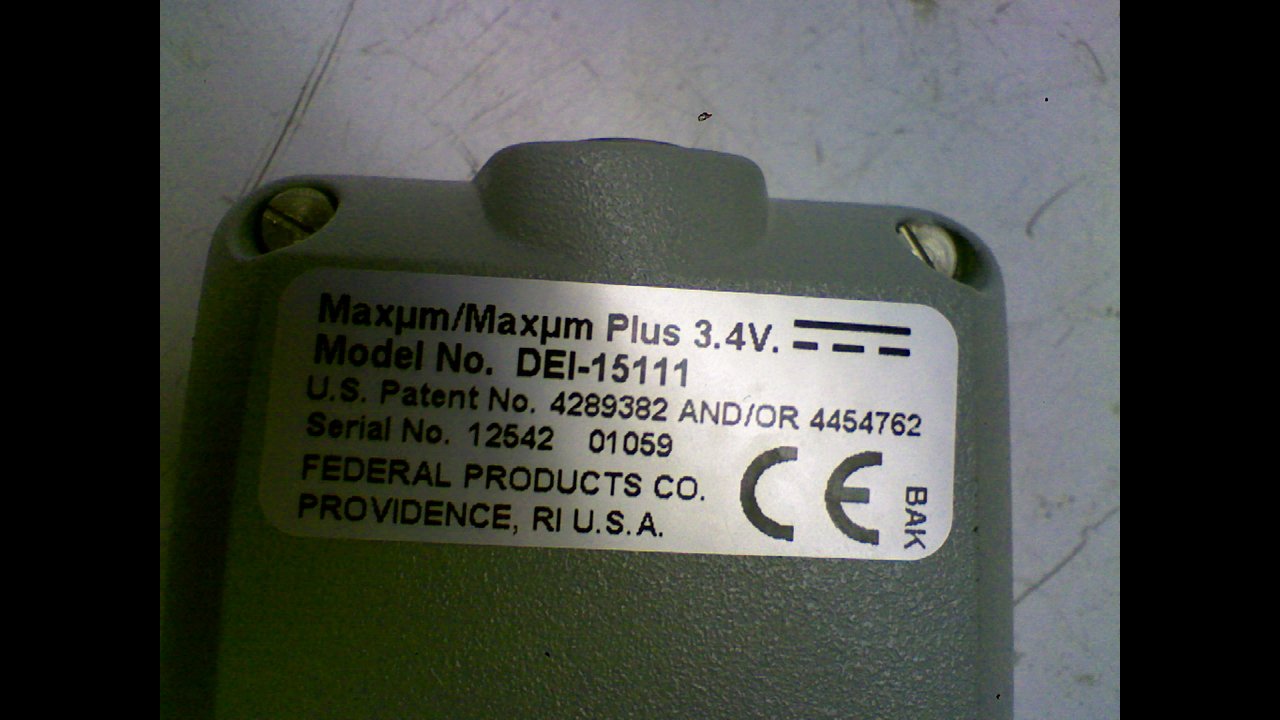 Maxµm/Maxµm Plus 3.4V.
Model No. DEI-15111
U.S. Patent No. 4289382 AND/OR 4454762
Serial No. 12542 01059
FEDERAL PRODUCTS CO.
PROVIDENCE, RI U.S.A.
CE
BAK